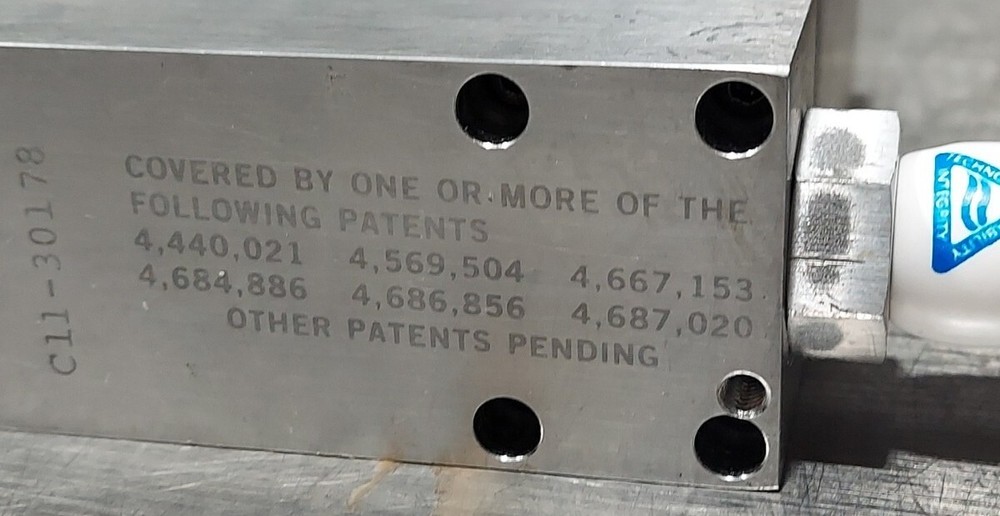 COVERED BY ONE OR MORE OF THE
FOLLOWING PATENTS
4,440,021 4,569,504 4,667,153
4,684,886 4,686,856 4,687,020
OTHER PATENTS PENDING
C11-30178
INTEGRITY